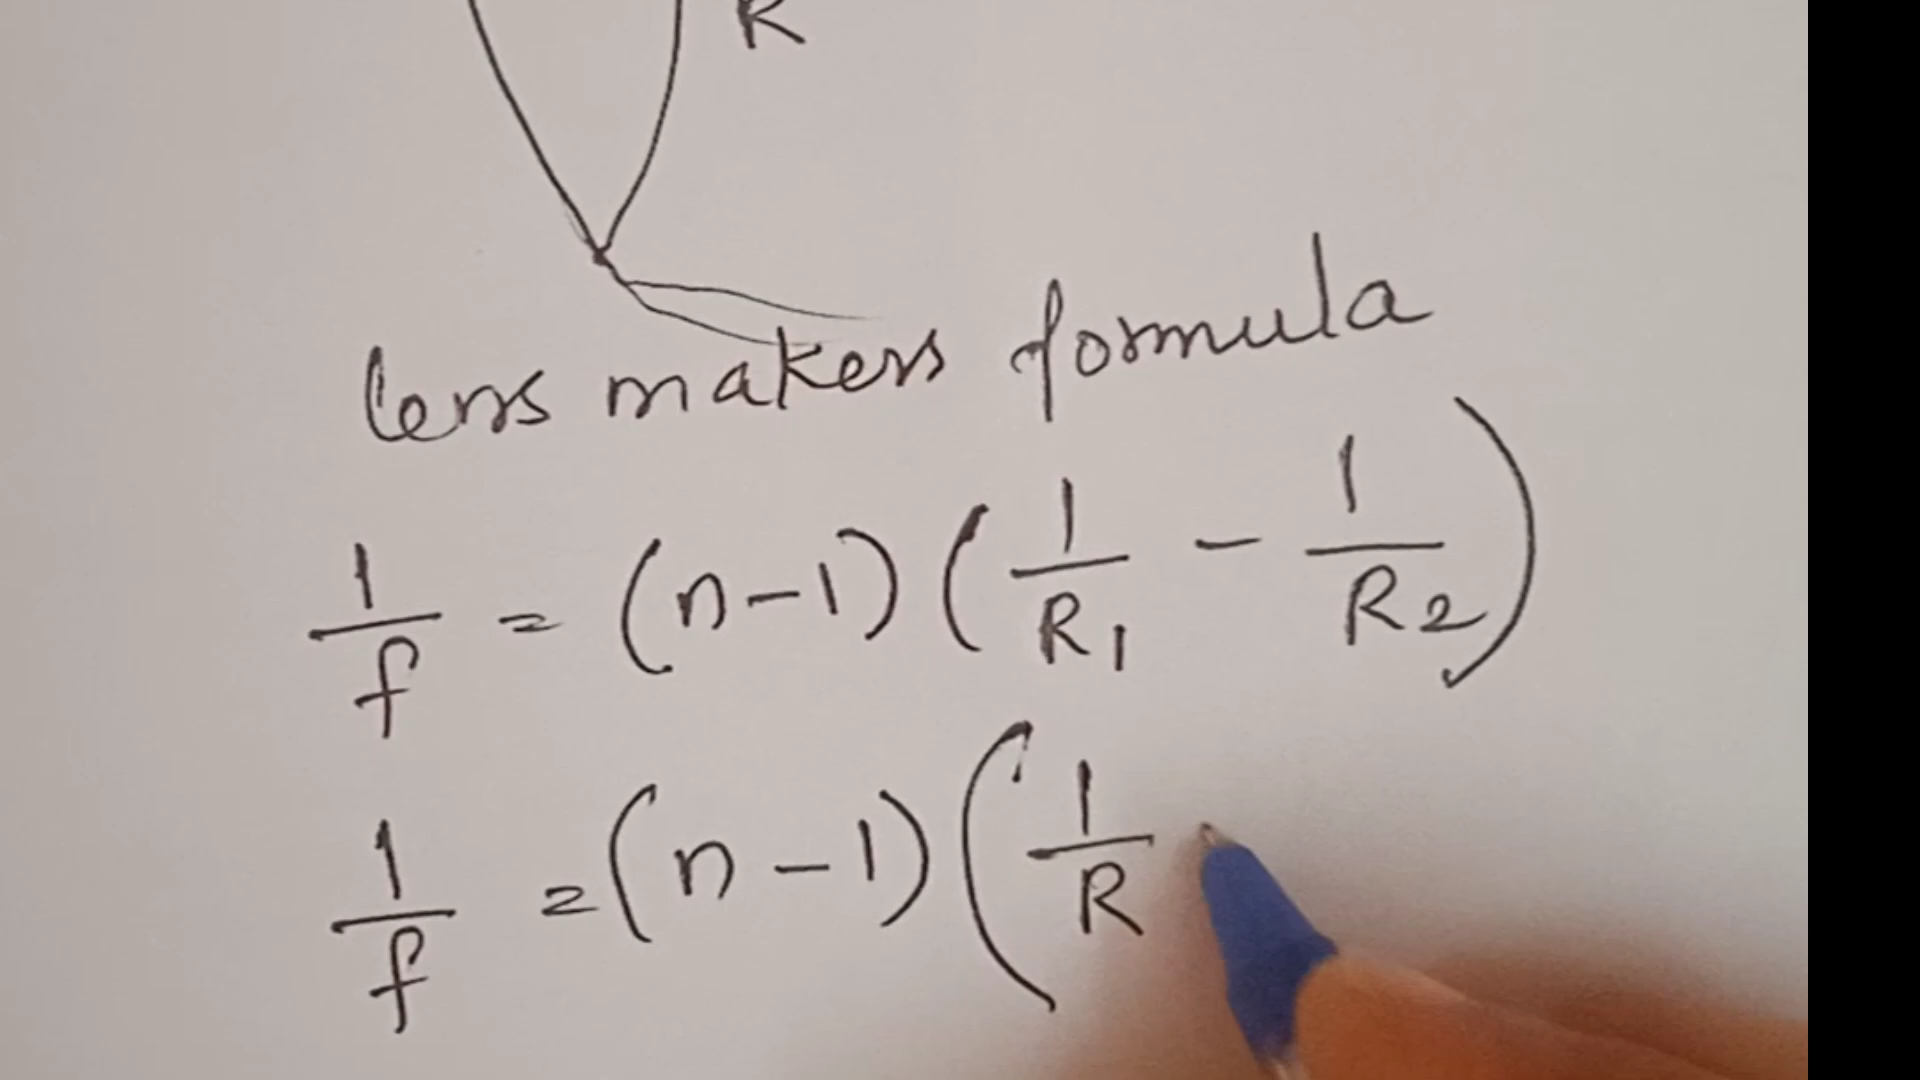 R
lens makers formula
1/f = (n-1) (1/R1 - 1/R2)
1/f = (n-1) (1/R